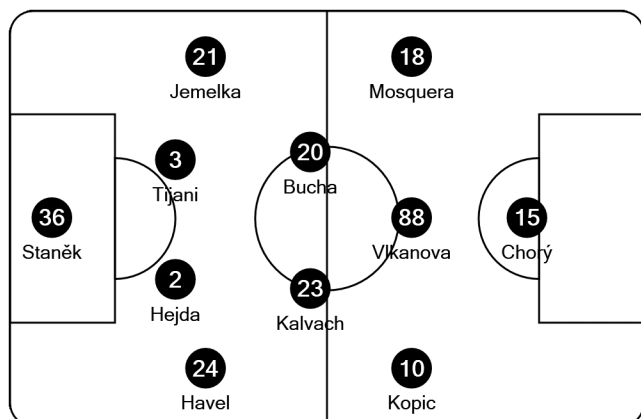 21
Jemelka
18
Mosquera
3
Tijani
20
Bucha
36
Staněk
88
Vlkanova
15
Chorý
2
Hejda
23
Kalvach
24
Havel
10
Kopic